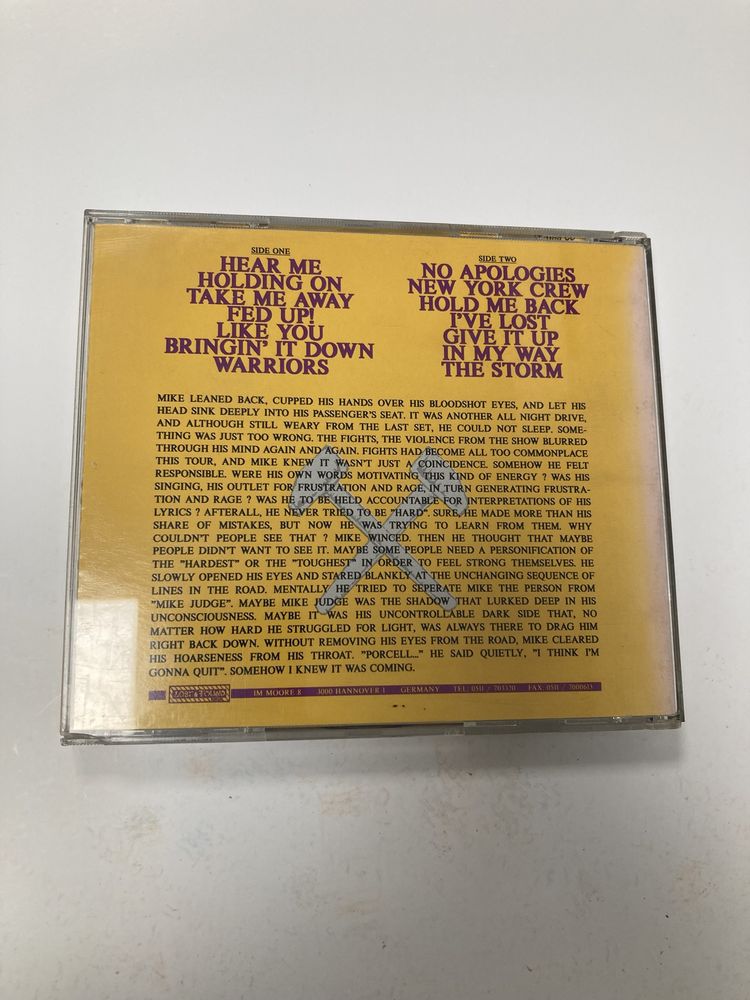 SIDE ONE
HEAR ME
HOLDING ON
TAKE ME AWAY
FED UP!
LIKE YOU
BRINGIN' IT DOWN
WARRIORS
SIDE TWO
NO APOLOGIES
NEW YORK CREW
HOLD ME BACK
I'VE LOST
GIVE IT UP
IN MY WAY
THE STORM
MIKE LEANED BACK, CUPPED HIS HANDS OVER HIS BLOODSHOT EYES, AND LET HIS
HEAD SINK DEEPLY INTO HIS PASSENGER'S SEAT. IT WAS ANOTHER ALL NIGHT DRIVE,
AND ALTHOUGH STILL WEARY FROM THE LAST SET, HE COULD NOT SLEEP. SOME-
THING WAS JUST TOO WRONG. THE FIGHTS, THE VIOLENCE FROM THE SHOW BLURRED
THROUGH HIS MIND AGAIN AND AGAIN. FIGHTS HAD BECOME ALL TOO COMMONPLACE
THIS TOUR, AND MIKE KNEW IT WASN'T JUST A COINCIDENCE. SOMEHOW HE FELT
RESPONSIBLE. WERE HIS OWN WORDS MOTIVATING THIS KIND OF ENERGY ? WAS HIS
SINGING, HIS OUTLET FOR FRUSTRATION AND RAGE, IN TURN GENERATING FRUSTRA-
TION AND RAGE ? WAS HE TO BE HELD ACCOUNTABLE FOR INTERPRETATIONS OF HIS
LYRICS ? AFTERALL, HE NEVER TRIED TO BE "HARD". SURE, HE MADE MORE THAN HIS
SHARE OF MISTAKES, BUT NOW HE WAS TRYING TO LEARN FROM THEM. WHY
COULDN'T PEOPLE SEE THAT ? MIKE WINCED. THEN HE THOUGHT THAT MAYBE
PEOPLE DIDN'T WANT TO SEE IT. MAYBE SOME PEOPLE NEED A PERSONIFICATION OF
THE "HARDEST" OR THE "TOUGHEST" IN ORDER TO FEEL STRONG THEMSELVES. HE
SLOWLY OPENED HIS EYES AND STARED BLANKLY AT THE UNCHANGING SEQUENCE OF
LINES IN THE ROAD. MENTALLY HE TRIED TO SEPERATE MIKE THE PERSON FROM
"MIKE JUDGE". MAYBE MIKE JUDGE WAS THE SHADOW THAT LURKED DEEP IN HIS
UNCONSCIOUSNESS. MAYBE IT WAS HIS UNCONTROLLABLE DARK SIDE THAT, NO
MATTER HOW HARD HE STRUGGLED FOR LIGHT, WAS ALWAYS THERE TO DRAG HIM
RIGHT BACK DOWN. WITHOUT REMOVING HIS EYES FROM THE ROAD, MIKE CLEARED
HIS HOARSENESS FROM HIS THROAT. "PORCELL..." HE SAID QUIETLY, "I THINK I'M
GONNA QUIT". SOMEHOW I KNEW IT WAS COMING.
LOST & FOUND IM MOORE 8 3000 HANNOVER 1 GERMANY TEL: 0511 / 703320 FAX: 0511 / 7000615